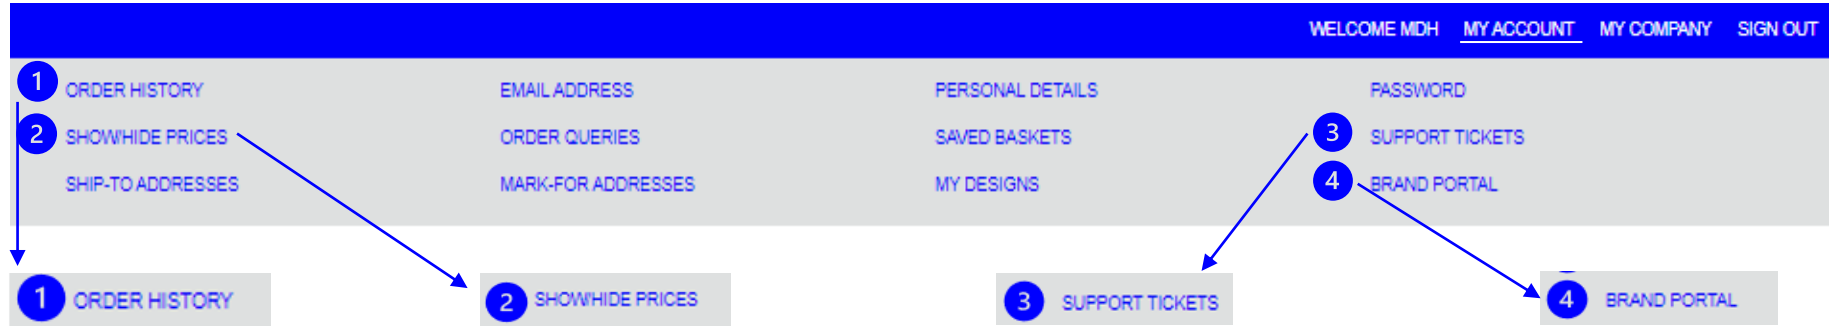 WELCOME MDH MY ACCOUNT MY COMPANY SIGN OUT
1 ORDER HISTORY EMAIL ADDRESS PERSONAL DETAILS PASSWORD
2 SHOW/HIDE PRICES ORDER QUERIES SAVED BASKETS 3 SUPPORT TICKETS
SHIP-TO ADDRESSES MARK-FOR ADDRESSES MY DESIGNS 4 BRAND PORTAL
1 ORDER HISTORY 2 SHOW/HIDE PRICES 3 SUPPORT TICKETS 4 BRAND PORTAL